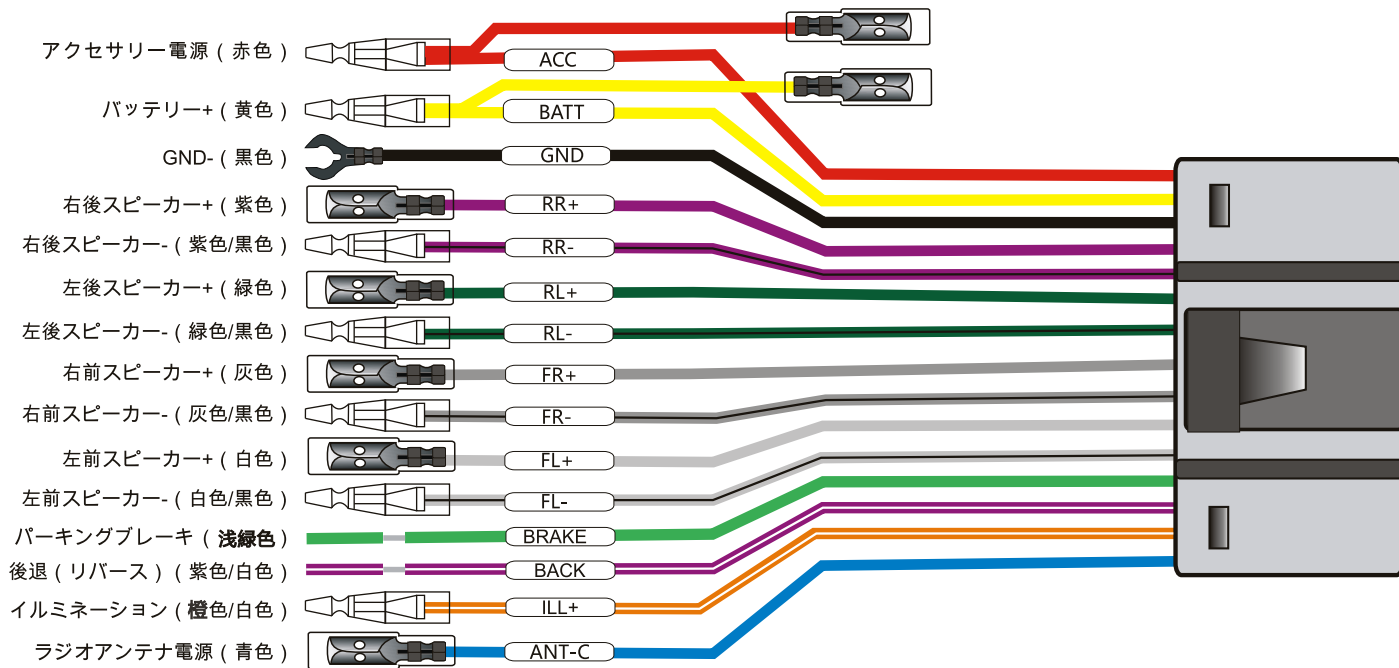 アクセサリー電源（赤色） ACC
バッテリー+（黄色） BATT
GND-（黒色） GND
右後スピーカー+（紫色） RR+
右後スピーカー-（紫色/黒色） RR-
左後スピーカー+（緑色） RL+
左後スピーカー-（緑色/黒色） RL-
右前スピーカー+（灰色） FR+
右前スピーカー-（灰色/黒色） FR-
左前スピーカー+（白色） FL+
左前スピーカー-（白色/黒色） FL-
パーキングブレーキ（浅緑色） BRAKE
後退（リバース）（紫色/白色） BACK
イルミネーション（橙色/白色） ILL+
ラジオアンテナ電源（青色） ANT-C